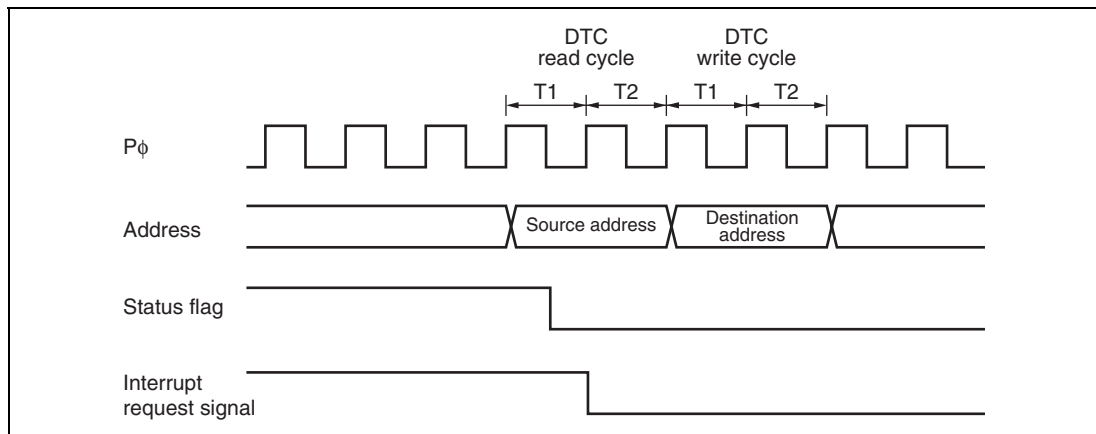 DTC DTC
read cycle write cycle
T1 T2 T1 T2
Pϕ
Address Source address Destination address
Status flag
Interrupt
request signal